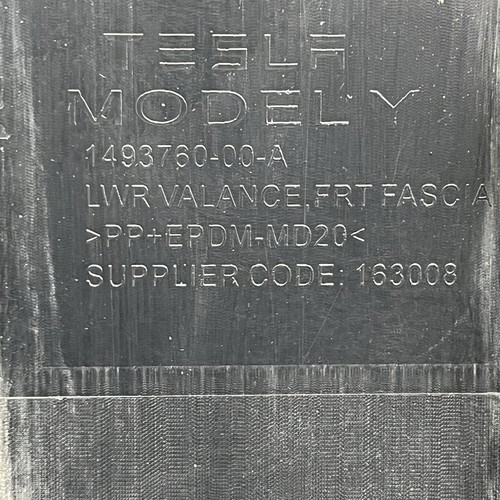 TESLA
MODEL Y
1493760-00-A
LWR VALANCE,FRT FASCIA
>PP+EPDM-MD20<
SUPPLIER CODE: 163008